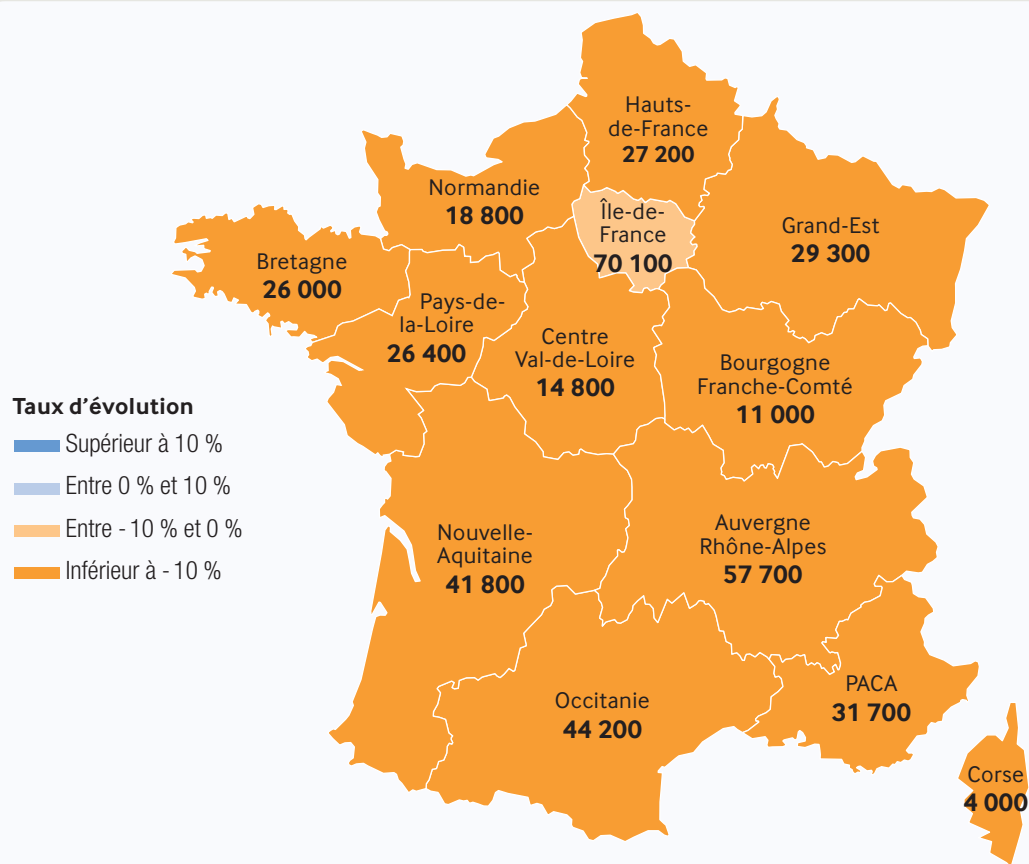 Hauts-
de-France
27 200
Normandie
18 800
Île-de-
France
70 100
Grand-Est
29 300
Bretagne
26 000
Pays-de-
la-Loire
26 400
Centre
Val-de-Loire
14 800
Bourgogne
Franche-Comté
11 000
Taux d’évolution
Supérieur à 10 %
Entre 0 % et 10 %
Entre - 10 % et 0 %
Inférieur à - 10 %
Nouvelle-
Aquitaine
41 800
Auvergne
Rhône-Alpes
57 700
Occitanie
44 200
PACA
31 700
Corse
4 000